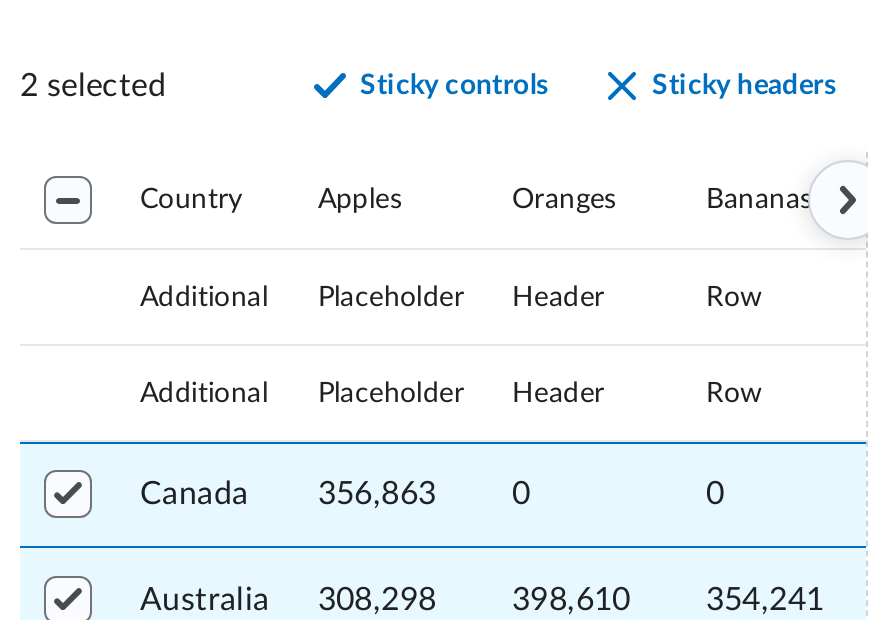 2 selected Sticky controls Sticky headers
Country Apples Oranges Bananas
Additional Placeholder Header Row
Additional Placeholder Header Row
Canada 356,863 0 0
Australia 308,298 398,610 354,241